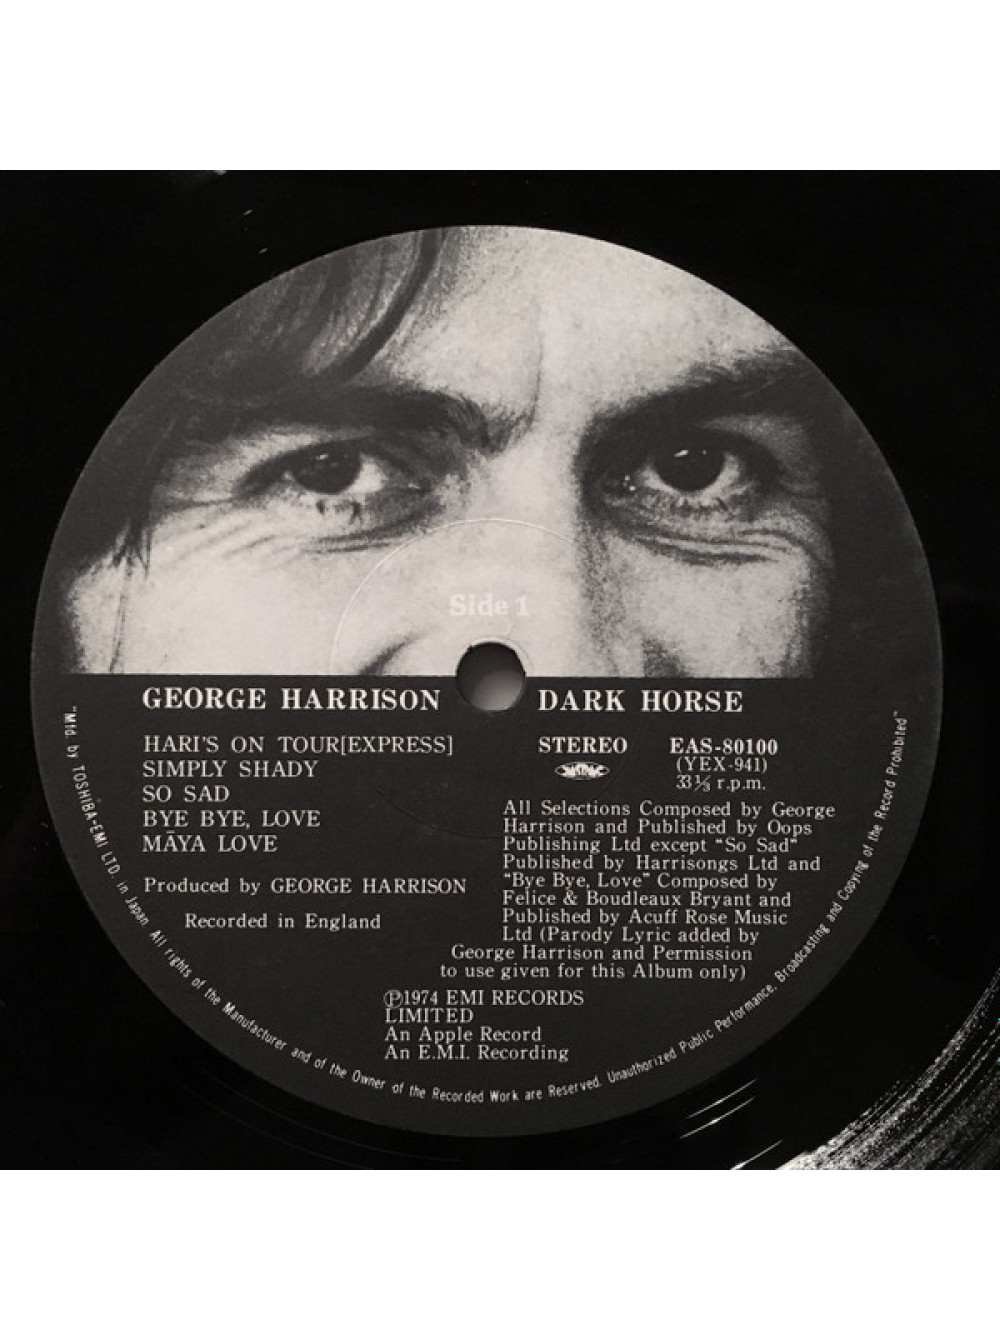 Side 1
GEORGE HARRISON
DARK HORSE
HARI'S ON TOUR[EXPRESS]
SIMPLY SHADY
SO SAD
BYE BYE, LOVE
MĀYA LOVE
Produced by GEORGE HARRISON
Recorded in England
STEREO
EAS-80100
JASRAC
(YEX-941)
33⅓ r.p.m.
All Selections Composed by George
Harrison and Published by Oops
Publishing Ltd except "So Sad"
Published by Harrisongs Ltd and
"Bye Bye, Love" Composed by
Felice & Boudleaux Bryant and
Published by Acuff Rose Music
Ltd (Parody Lyric added by
George Harrison and Permission
to use given for this Album only)
Ⓟ1974 EMI RECORDS
LIMITED
An Apple Record
An E.M.I. Recording
"Mfd. by TOSHIBA-EMI LTD. in Japan. All rights of the Manufacturer and of the Owner of the Recorded Work are Reserved. Unauthorized Public Performance, Broadcasting and Copying of the Record Prohibited"